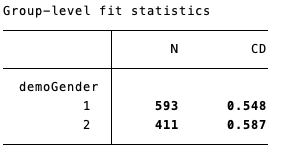 Group-level fit statistics
N CD
demoGender
1 593 0.548
2 411 0.587